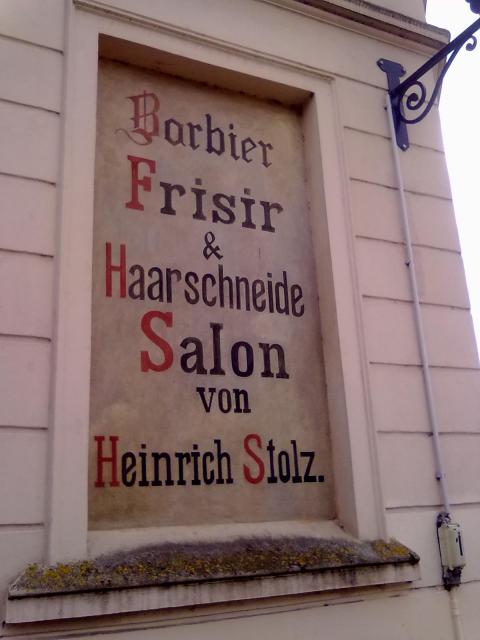 Barbier
Frisir
&
Haarschneide
Salon
von
Heinrich Stolz.